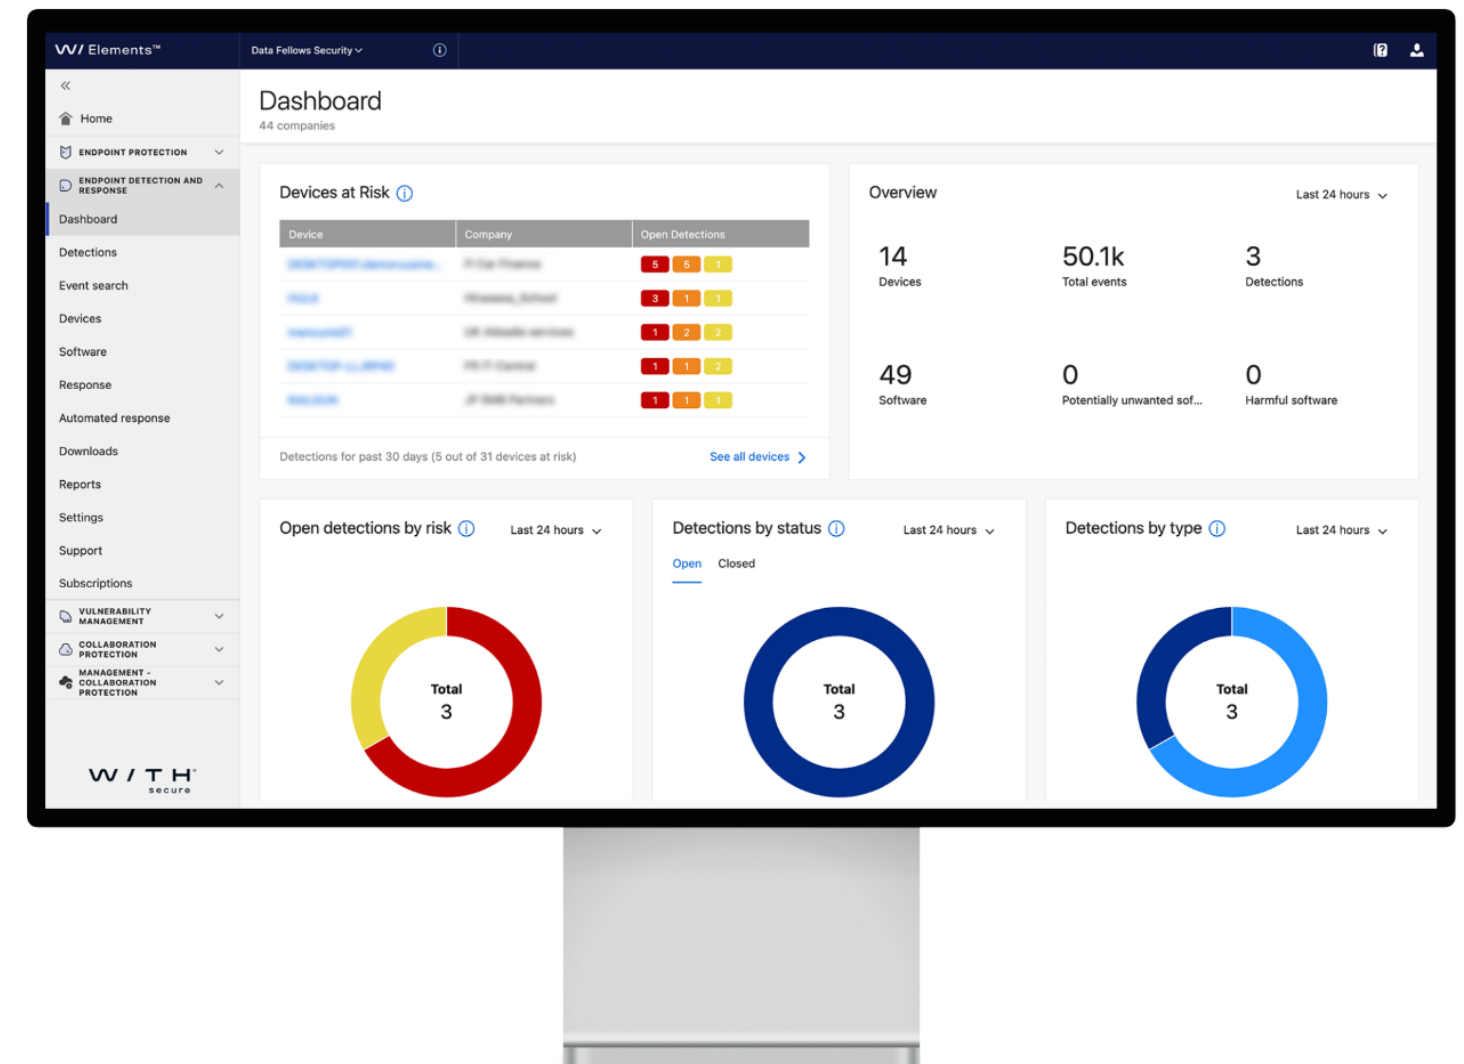 W/ Elements™
Data Fellows Security
Home
ENDPOINT PROTECTION
ENDPOINT DETECTION AND
RESPONSE
Dashboard
Detections
Event search
Devices
Software
Response
Automated response
Downloads
Reports
Settings
Support
Subscriptions
VULNERABILITY
MANAGEMENT
COLLABORATION
PROTECTION
MANAGEMENT -
COLLABORATION
PROTECTION
W / T H
secure
Dashboard
44 companies
Devices at Risk
Device Company Open Detections
5 5 1
3 1 1
1 2 2
1 1 2
1 1 1
Detections for past 30 days (5 out of 31 devices at risk) See all devices
Overview Last 24 hours
14 50.1k 3
Devices Total events Detections
49 0 0
Software Potentially unwanted sof... Harmful software
Open detections by risk Last 24 hours
Total
3
Detections by status Last 24 hours
Open Closed
Total
3
Detections by type Last 24 hours
Total
3